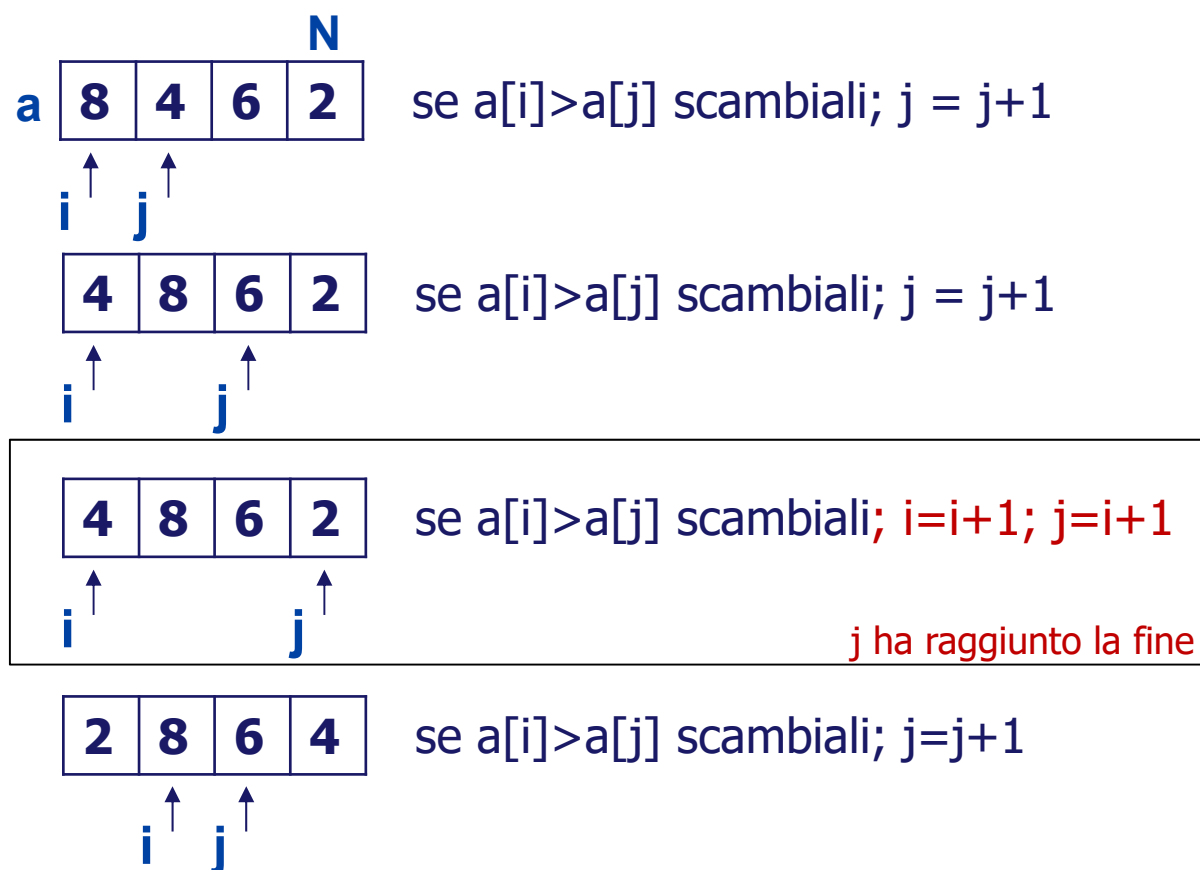 N
a 8 4 6 2 se a[i]>a[j] scambiali; j = j+1
i j
4 8 6 2 se a[i]>a[j] scambiali; j = j+1
i j
4 8 6 2 se a[i]>a[j] scambiali; i=i+1; j=i+1
i j
j ha raggiunto la fine
2 8 6 4 se a[i]>a[j] scambiali; j=j+1
i j